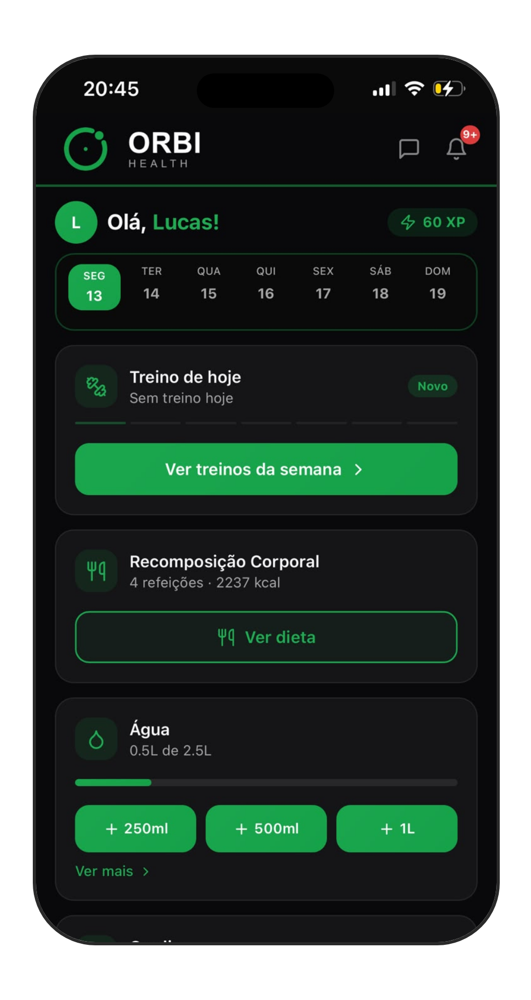 20:45
ORBI
HEALTH
9+
L
Olá, Lucas!
60 XP
SEG TER QUA QUI SEX SÁB DOM
13 14 15 16 17 18 19
Treino de hoje
Sem treino hoje
Novo
Ver treinos da semana >
Recomposição Corporal
4 refeições · 2237 kcal
Ver dieta
Água
0.5L de 2.5L
+ 250ml
+ 500ml
+ 1L
Ver mais >